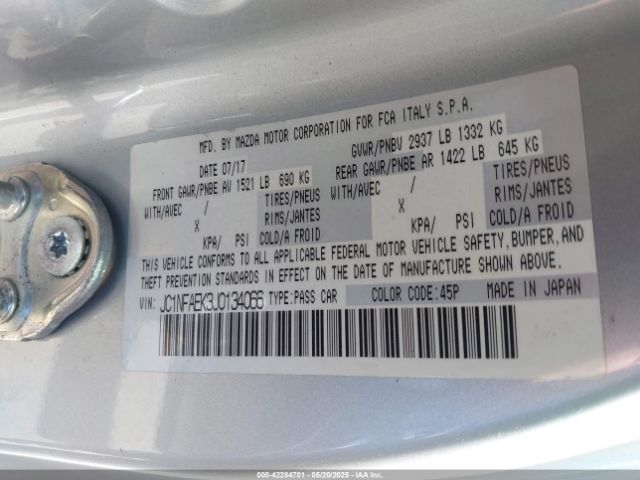 MFD. BY MAZDA MOTOR CORPORATION FOR FCA ITALY S.P.A.
DATE 07/17 GVWR/PNBV 2937 LB 1332 KG
FRONT GAWR/PNBE AV 1521 LB 690 KG REAR GAWR/PNBE AR 1422 LB 645 KG
WITH/AVEC / TIRES/PNEUS WITH/AVEC / TIRES/PNEUS
X RIMS/JANTES X RIMS/JANTES
KPA/ PSI COLD/A FROID KPA/ PSI COLD/A FROID
THIS VEHICLE CONFORMS TO ALL APPLICABLE FEDERAL MOTOR VEHICLE SAFETY, BUMPER, AND
THEFT PREVENTION STANDARDS IN EFFECT ON THE DATE OF MANUFACTURE SHOWN ABOVE.
VIN: JC1NFAEK3J0134066 TYPE:PASS CAR COLOR CODE:45P MADE IN JAPAN
000-42284701 - 05/20/2025 - IAAI.COM